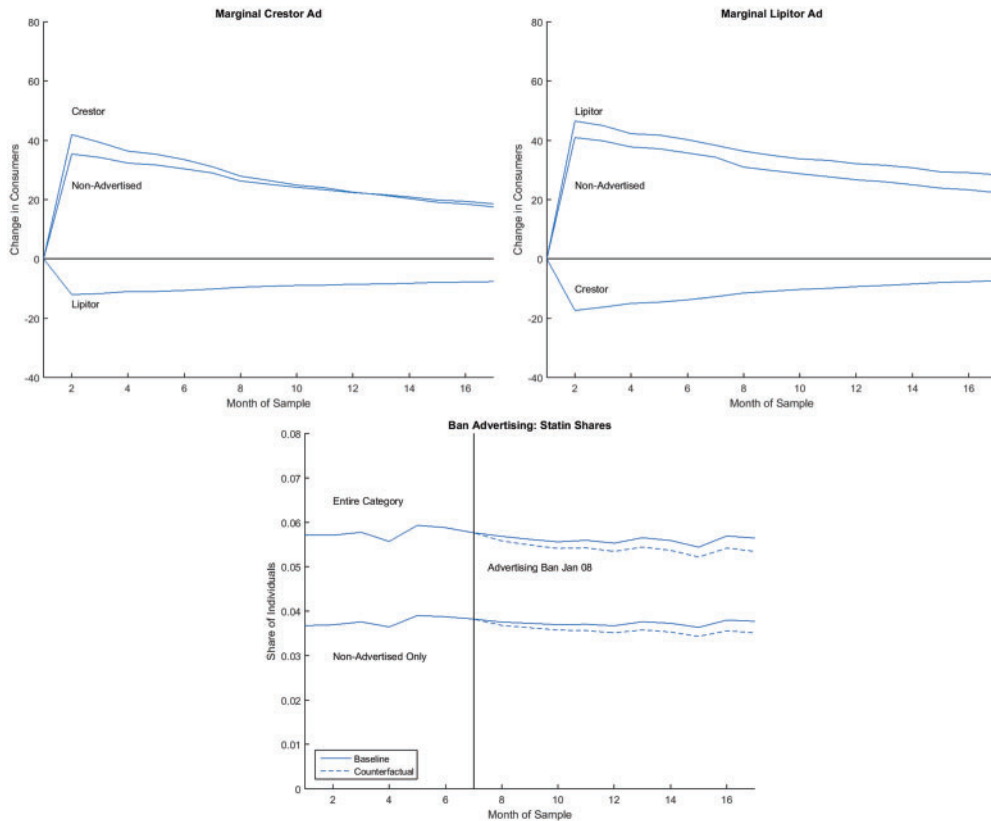 Marginal Crestor Ad
80
60
40
20
0
-20
-40
Change in Consumers
Crestor
Non-Advertised
Lipitor
2 4 6 8 10 12 14 16
Month of Sample
Marginal Lipitor Ad
80
60
40
20
0
-20
-40
Change in Consumers
Lipitor
Non-Advertised
Crestor
2 4 6 8 10 12 14 16
Month of Sample
Ban Advertising: Statin Shares
0.08
0.07
0.06
0.05
0.04
0.03
0.02
0.01
0
Share of Individuals
Entire Category
Advertising Ban Jan 08
Non-Advertised Only
Baseline
Counterfactual
2 4 6 8 10 12 14 16
Month of Sample